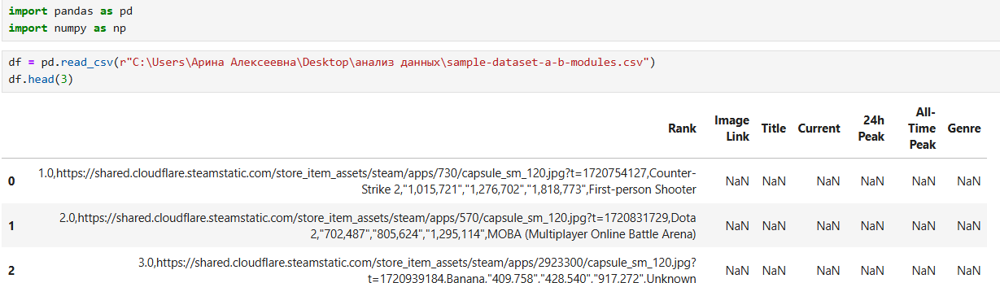 import pandas as pd
import numpy as np
df = pd.read_csv(r"C:\Users\Арина Алексеевна\Desktop\анализ данных\sample-dataset-a-b-modules.csv")
df.head(3)
Rank Image Link Title Current 24h Peak All-Time Peak Genre
0 1.0,https://shared.cloudflare.steamstatic.com/store_item_assets/steam/apps/730/capsule_sm_120.jpg?t=1720754127,Counter-
Strike 2,"1,015,721","1,276,702","1,818,773",First-person Shooter NaN NaN NaN NaN NaN NaN
1 2.0,https://shared.cloudflare.steamstatic.com/store_item_assets/steam/apps/570/capsule_sm_120.jpg?t=1720831729,Dota
2,"702,487","805,624","1,295,114",MOBA (Multiplayer Online Battle Arena) NaN NaN NaN NaN NaN NaN
2 3.0,https://shared.cloudflare.steamstatic.com/store_item_assets/steam/apps/2923300/capsule_sm_120.jpg?
t=1720939184,Banana,"409,758","428,540","917,272",Unknown NaN NaN NaN NaN NaN NaN